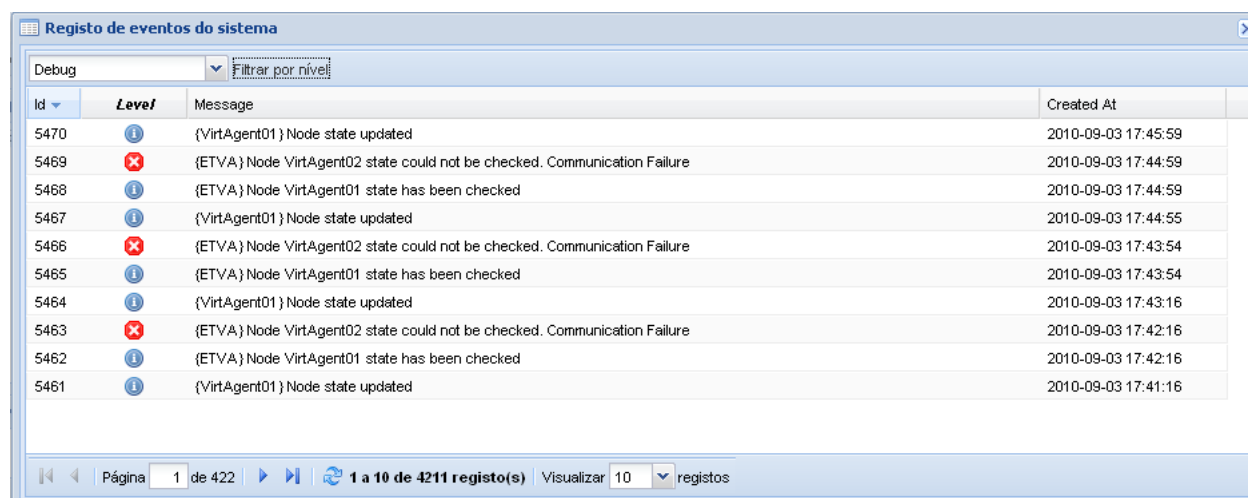 Registo de eventos do sistema
Debug Filtrar por nível
Id Level Message Created At
5470 {VirtAgent01} Node state updated 2010-09-03 17:45:59
5469 {ETVA} Node VirtAgent02 state could not be checked. Communication Failure 2010-09-03 17:44:59
5468 {ETVA} Node VirtAgent01 state has been checked 2010-09-03 17:44:59
5467 {VirtAgent01} Node state updated 2010-09-03 17:44:55
5466 {ETVA} Node VirtAgent02 state could not be checked. Communication Failure 2010-09-03 17:43:54
5465 {ETVA} Node VirtAgent01 state has been checked 2010-09-03 17:43:54
5464 {VirtAgent01} Node state updated 2010-09-03 17:43:16
5463 {ETVA} Node VirtAgent02 state could not be checked. Communication Failure 2010-09-03 17:42:16
5462 {ETVA} Node VirtAgent01 state has been checked 2010-09-03 17:42:16
5461 {VirtAgent01} Node state updated 2010-09-03 17:41:16
Página 1 de 422 1 a 10 de 4211 registo(s) Visualizar 10 registos